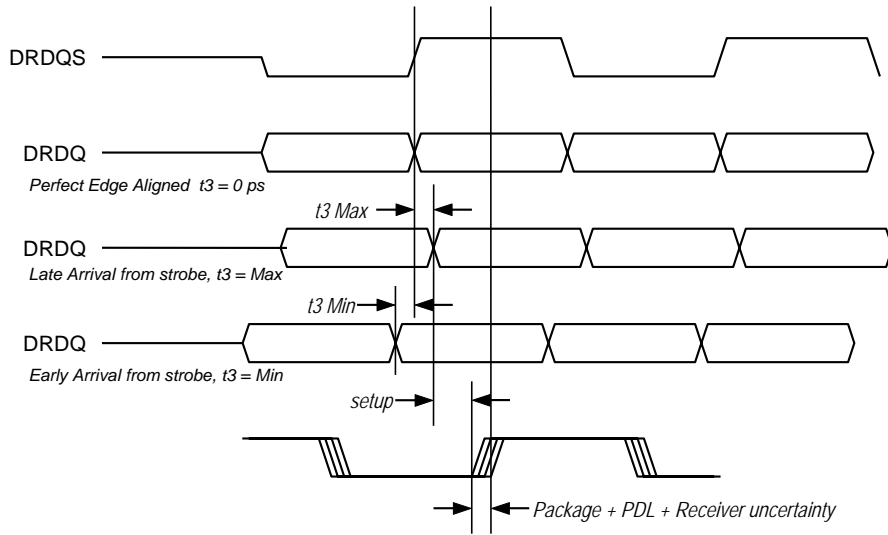 DRDQS
DRDQ
Perfect Edge Aligned t3 = 0 ps
t3 Max
DRDQ
Late Arrival from strobe, t3 = Max
t3 Min
DRDQ
Early Arrival from strobe, t3 = Min
setup
Package + PDL + Receiver uncertainty